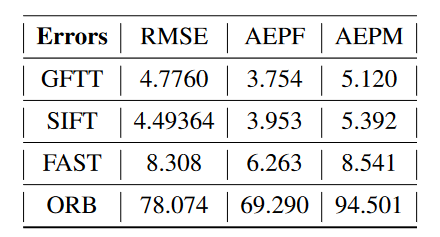 Errors RMSE AEPF AEPM
GFTT 4.7760 3.754 5.120
SIFT 4.49364 3.953 5.392
FAST 8.308 6.263 8.541
ORB 78.074 69.290 94.501